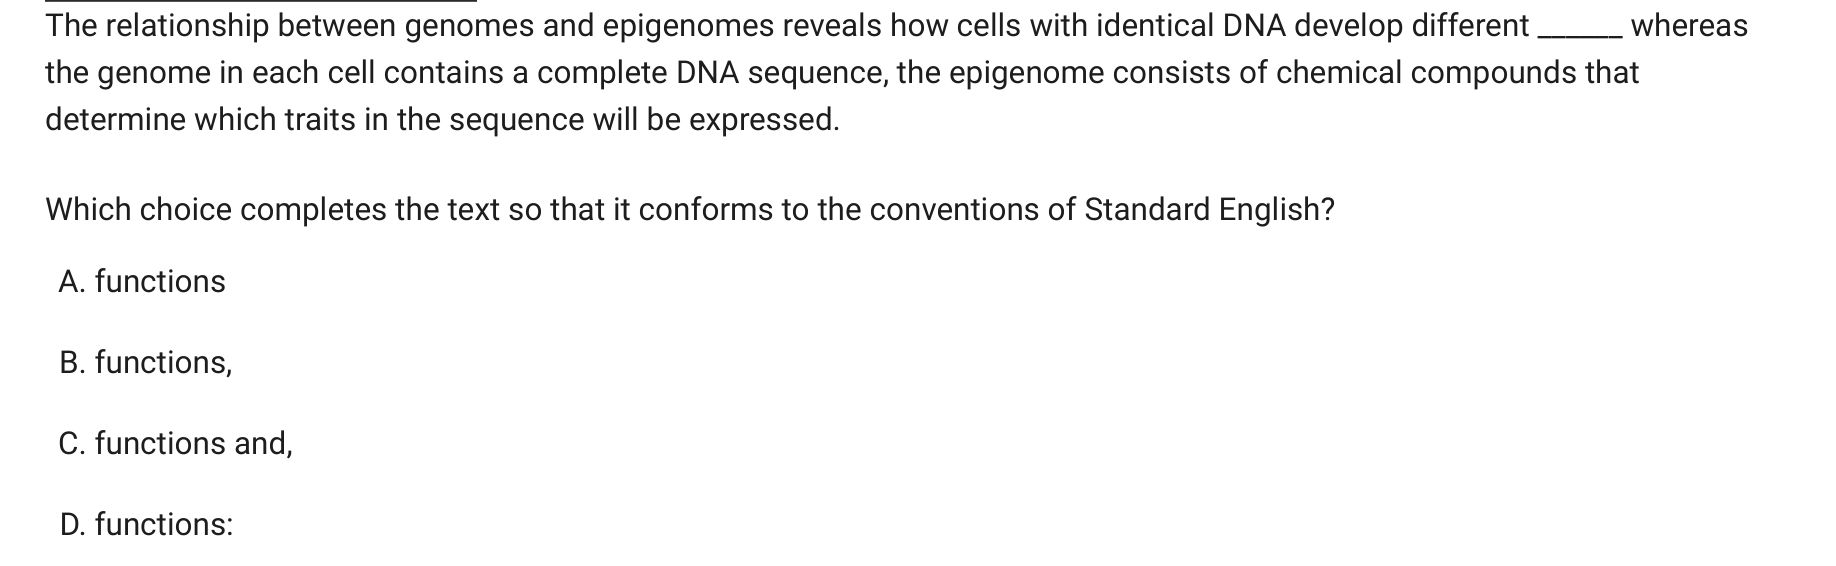 The relationship between genomes and epigenomes reveals how cells with identical DNA develop different ______ whereas
the genome in each cell contains a complete DNA sequence, the epigenome consists of chemical compounds that
determine which traits in the sequence will be expressed.
Which choice completes the text so that it conforms to the conventions of Standard English?
A. functions
B. functions,
C. functions and,
D. functions: